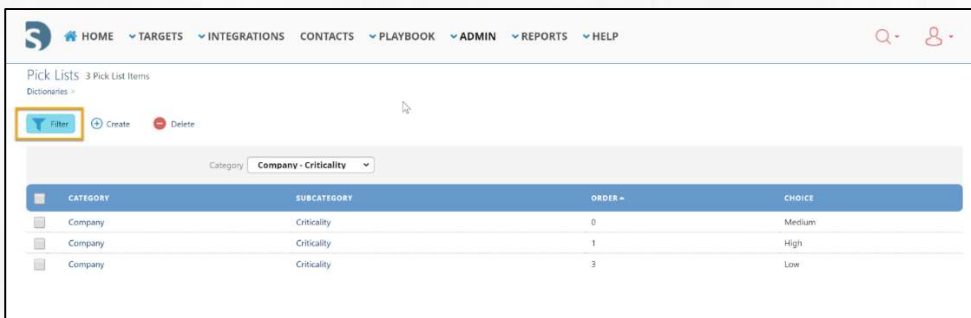 HOME TARGETS INTEGRATIONS CONTACTS PLAYBOOK ADMIN REPORTS HELP
Pick Lists 3 Pick List Items
Dictionaries >
Filter Create Delete
Category Company - Criticality
CATEGORY SUBCATEGORY ORDER CHOICE
Company Criticality 0 Medium
Company Criticality 1 High
Company Criticality 3 Low